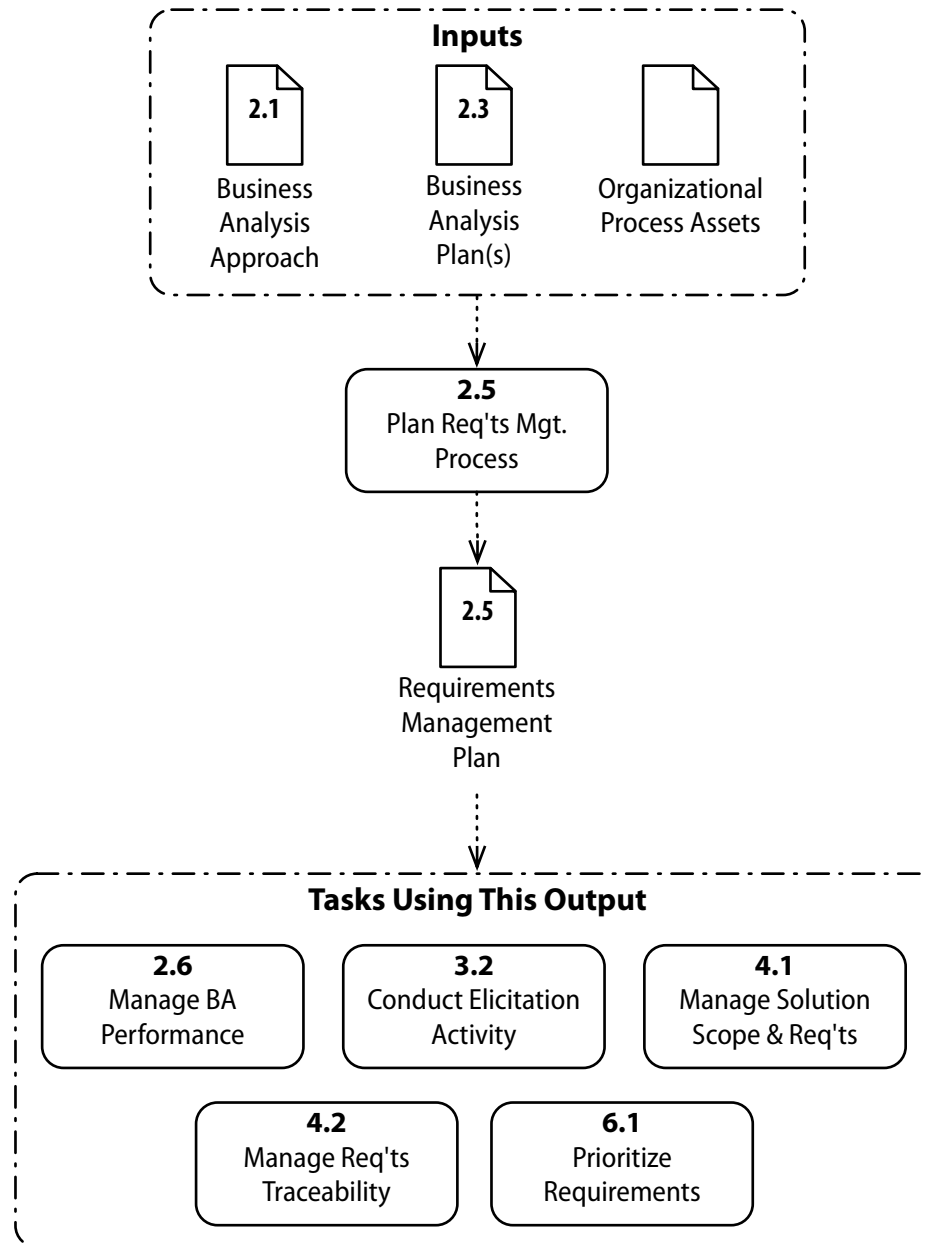 Inputs
2.1
Business
Analysis
Approach
2.3
Business
Analysis
Plan(s)
Organizational
Process Assets
2.5
Plan Req'ts Mgt.
Process
2.5
Requirements
Management
Plan
Tasks Using This Output
2.6
Manage BA
Performance
3.2
Conduct Elicitation
Activity
4.1
Manage Solution
Scope & Req'ts
4.2
Manage Req'ts
Traceability
6.1
Prioritize
Requirements